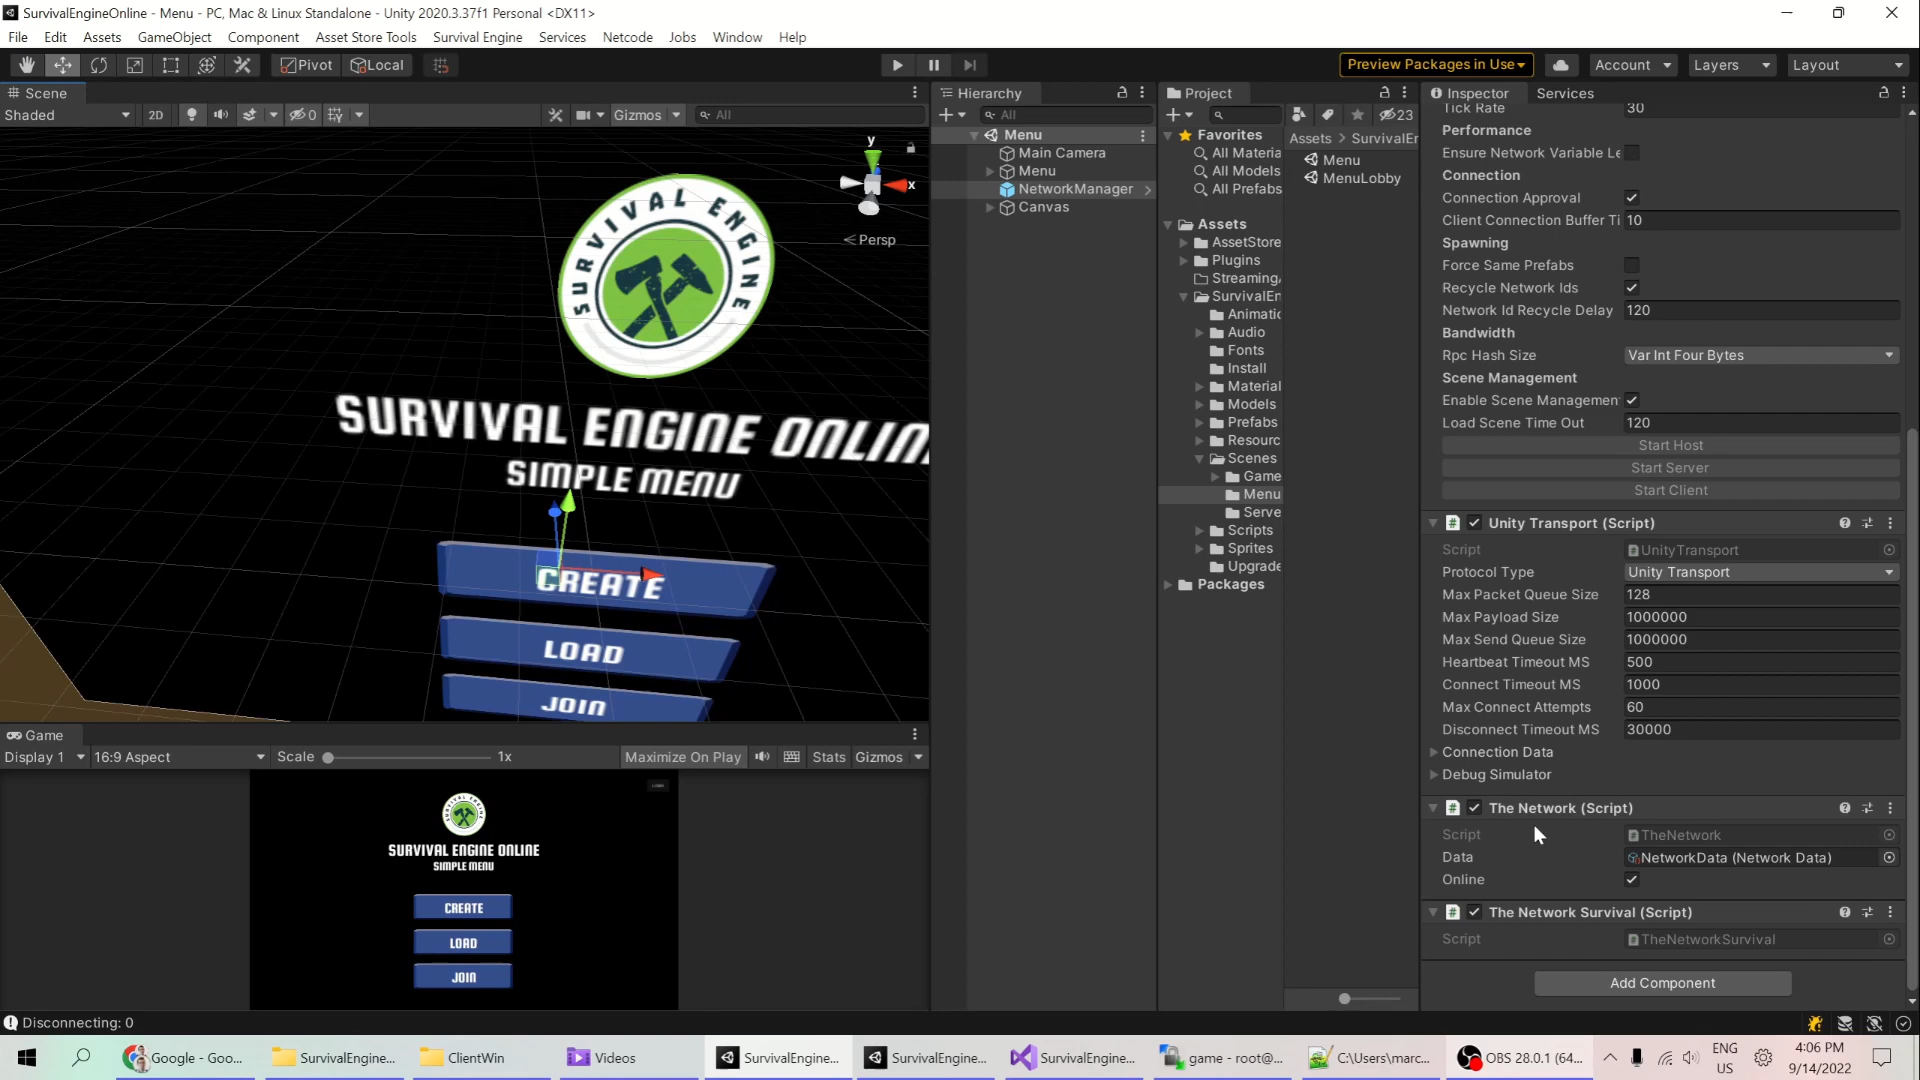 SurvivalEngineOnline - Menu - PC, Mac & Linux Standalone - Unity 2020.3.37f1 Personal <DX11>
File Edit Assets GameObject Component Asset Store Tools Survival Engine Services Netcode Jobs Window Help
Pivot Local Preview Packages in Use Account Layers Layout
Scene
Shaded 2D 0 Gizmos All
y
x
Persp
SURVIVAL ENGINE
SURVIVAL ENGINE ONLIN
SIMPLE MENU
CREATE
LOAD
JOIN
Game
Display 1 16:9 Aspect Scale 1x Maximize On Play Stats Gizmos
SURVIVAL ENGINE ONLINE
SIMPLE MENU
CREATE
LOAD
JOIN
Hierarchy
All
Menu
Main Camera
Menu
NetworkManager
Canvas
Project
23
Favorites
All Materia
All Models
All Prefabs
Assets
AssetStore
Plugins
Streaming
SurvivalEn
Animatic
Audio
Fonts
Install
Material
Models
Prefabs
Resourc
Scenes
Game
Menu
Serve
Scripts
Sprites
Upgrade
Packages
Assets > SurvivalEr
Menu
MenuLobby
Inspector Services
Tick Rate 30
Performance
Ensure Network Variable Le
Connection
Connection Approval
Client Connection Buffer Ti 10
Spawning
Force Same Prefabs
Recycle Network Ids
Network Id Recycle Delay 120
Bandwidth
Rpc Hash Size Var Int Four Bytes
Scene Management
Enable Scene Managemen
Load Scene Time Out 120
Start Host
Start Server
Start Client
Unity Transport (Script)
Script UnityTransport
Protocol Type Unity Transport
Max Packet Queue Size 128
Max Payload Size 1000000
Max Send Queue Size 1000000
Heartbeat Timeout MS 500
Connect Timeout MS 1000
Max Connect Attempts 60
Disconnect Timeout MS 30000
Connection Data
Debug Simulator
The Network (Script)
Script TheNetwork
Data NetworkData (Network Data)
Online
The Network Survival (Script)
Script TheNetworkSurvival
Add Component
Disconnecting: 0
Google - Goo... SurvivalEngine... ClientWin Videos SurvivalEngine... SurvivalEngine... SurvivalEngine... game - root@... C:\Users\marc... OBS 28.0.1 (64...
ENG
US
4:06 PM
9/14/2022